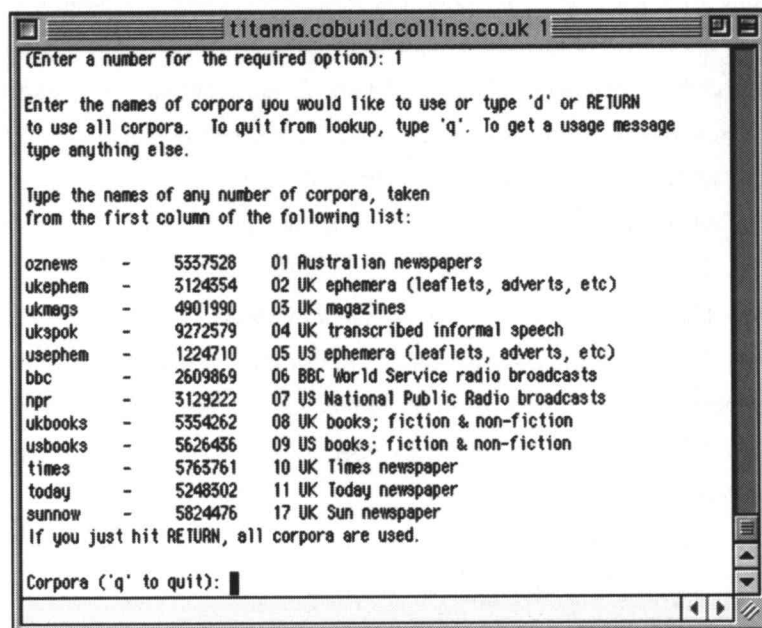 titania.cobuild.collins.co.uk 1
(Enter a number for the required option): 1
Enter the names of corpora you would like to use or type 'd' or RETURN
to use all corpora. To quit from lookup, type 'q'. To get a usage message
type anything else.
Type the names of any number of corpora, taken
from the first column of the following list:
oznews - 5337528 01 Australian newspapers
ukephem - 3124354 02 UK ephemera (leaflets, adverts, etc)
ukmags - 4901990 03 UK magazines
ukspok - 9272579 04 UK transcribed informal speech
usephem - 1224710 05 US ephemera (leaflets, adverts, etc)
bbc - 2609869 06 BBC World Service radio broadcasts
npr - 3129222 07 US National Public Radio broadcasts
ukbooks - 5354262 08 UK books; fiction & non-fiction
usbooks - 5626436 09 US books; fiction & non-fiction
times - 5763761 10 UK Times newspaper
today - 5248302 11 UK Today newspaper
sunnow - 5824476 17 UK Sun newspaper
If you just hit RETURN, all corpora are used.
Corpora ('q' to quit):